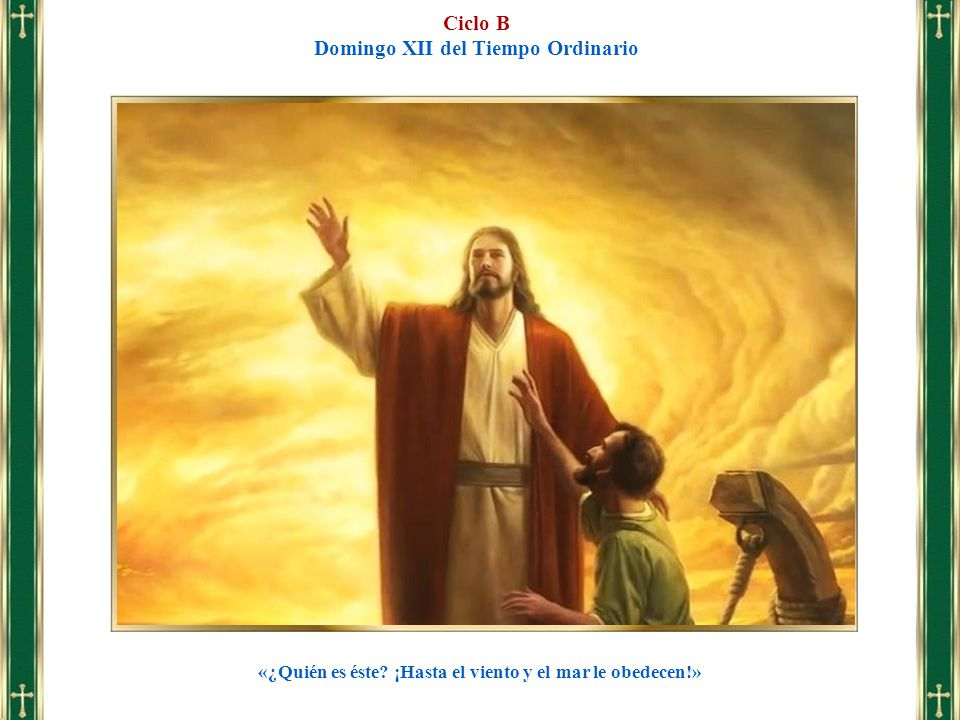 Ciclo B
Domingo XII del Tiempo Ordinario
«¿Quién es éste? ¡Hasta el viento y el mar le obedecen!»